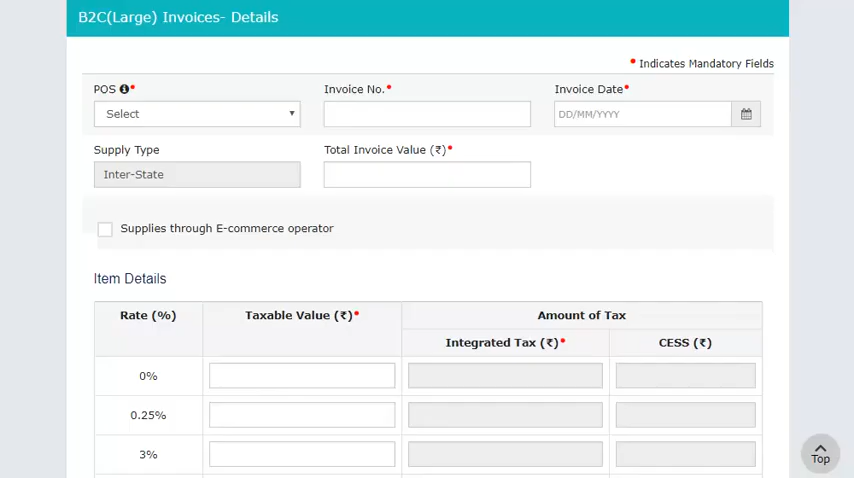 B2C(Large) Invoices- Details
• Indicates Mandatory Fields
POS •
Invoice No.•
Invoice Date•
Select
DD/MM/YYYY
Supply Type
Total Invoice Value (₹)•
Inter-State
Supplies through E-commerce operator
Item Details
Rate (%)
Taxable Value (₹)•
Amount of Tax
Integrated Tax (₹)•
CESS (₹)
0%
0.25%
3%
Top